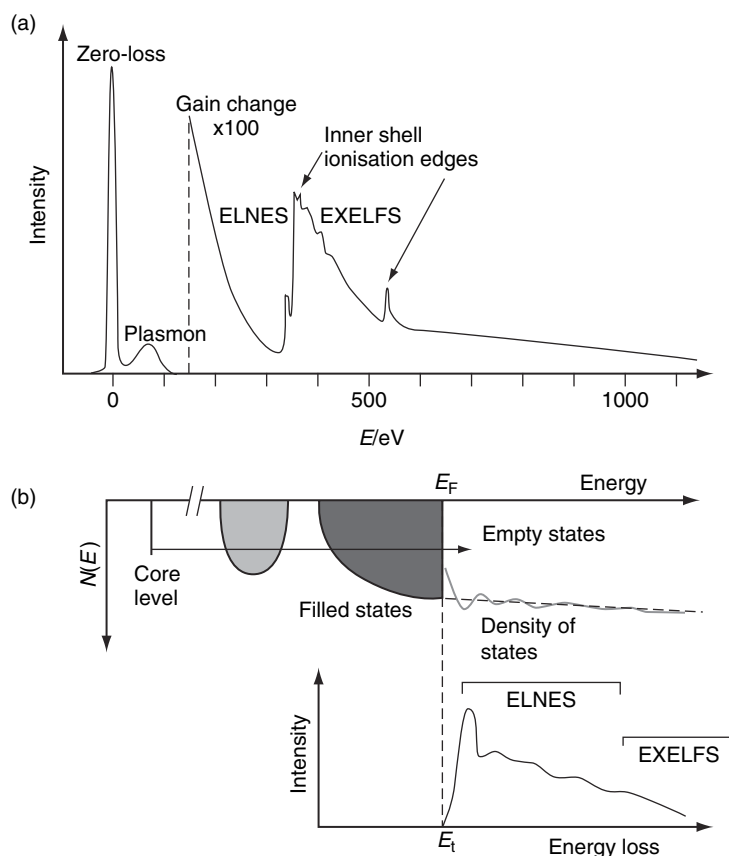 (a)
Zero-loss
Gain change
x100
Inner shell
ionisation edges
ELNES
EXELFS
Intensity
Plasmon
0
500
1000
E/eV
(b)
E_F
Energy
N(E)
Empty states
Core
level
Filled states
Density of
states
ELNES
Intensity
EXELFS
E_t
Energy loss